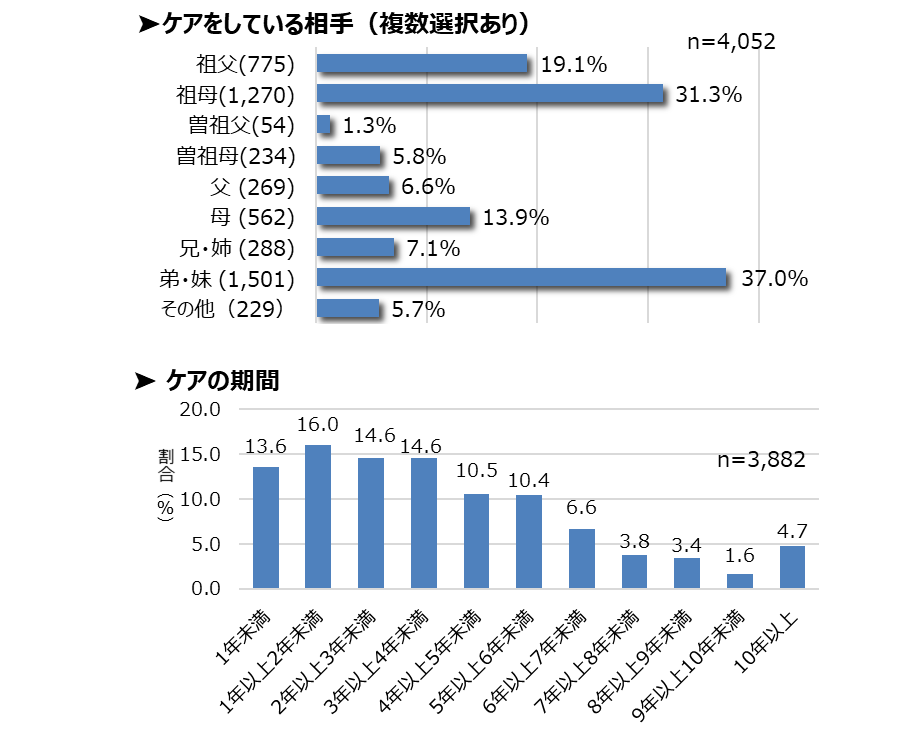 ➤ケアをしている相手（複数選択あり）
n=4,052
祖父(775) 19.1%
祖母(1,270) 31.3%
曽祖父(54) 1.3%
曽祖母(234) 5.8%
父 (269) 6.6%
母 (562) 13.9%
兄・姉 (288) 7.1%
弟・妹 (1,501) 37.0%
その他（229） 5.7%
➤ ケアの期間
割合（%）
20.0
15.0
10.0
5.0
0.0
n=3,882
13.6
16.0
14.6
14.6
10.5
10.4
6.6
3.8
3.4
1.6
4.7
1年未満
1年以上2年未満
2年以上3年未満
3年以上4年未満
4年以上5年未満
5年以上6年未満
6年以上7年未満
7年以上8年未満
8年以上9年未満
9年以上10年未満
10年以上